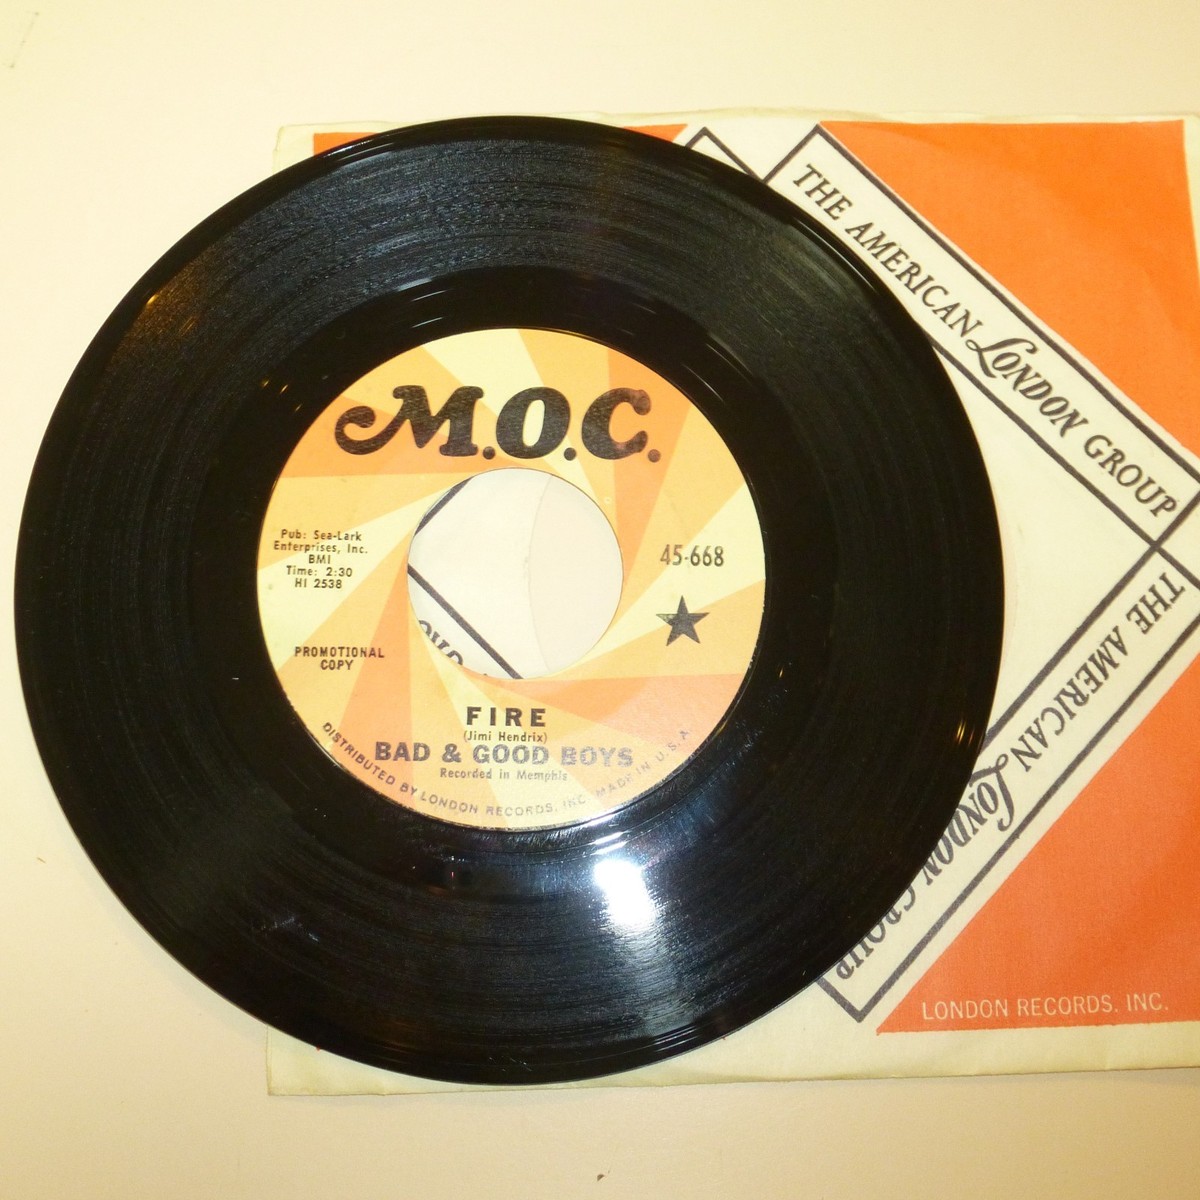 M.O.C.
Pub: Sea-Lark
Enterprises, Inc.
BMI
Time: 2:30
HI 2538
45-668
PROMOTIONAL
COPY
FIRE
(Jimi Hendrix)
BAD & GOOD BOYS
Recorded in Memphis
DISTRIBUTED BY LONDON RECORDS, INC. MADE IN U.S.A.
THE AMERICAN LONDON GROUP
THE AMERICAN LONDON GROUP
LONDON RECORDS, INC.